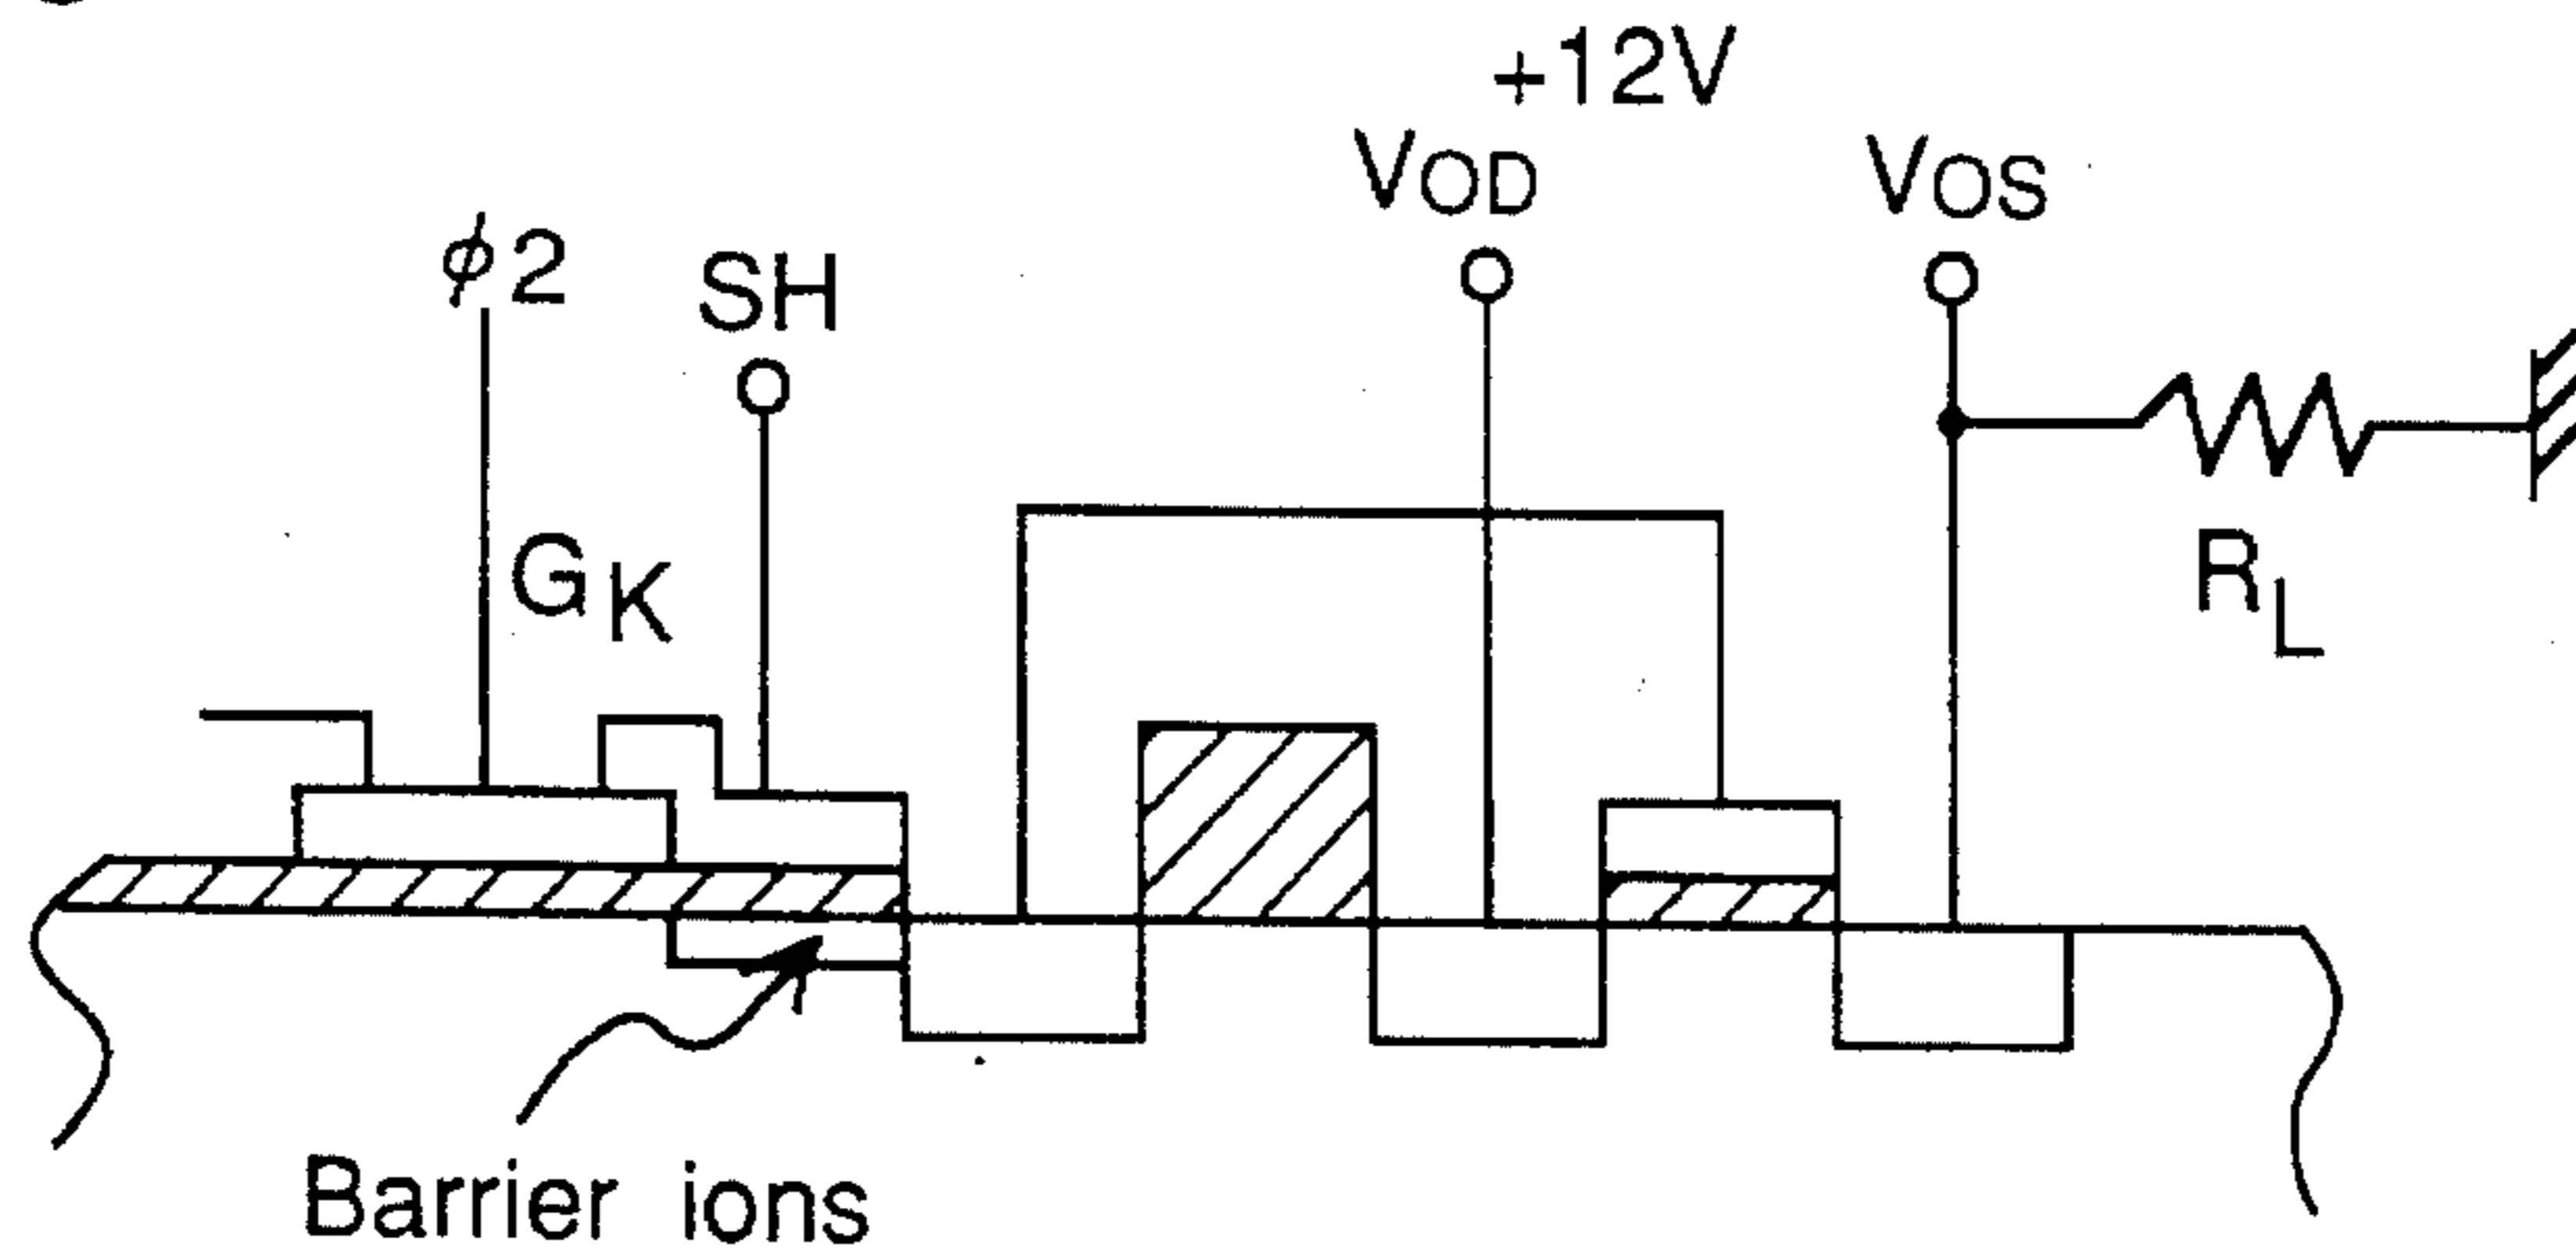 +12V
VOD
VOS
ϕ2
SH
GK
RL
Barrier ions